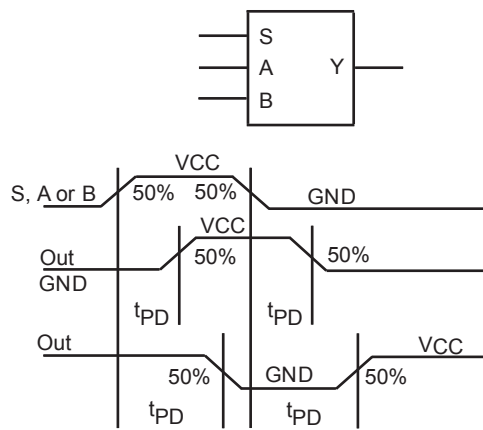 S
A Y
B
VCC
S, A or B 50% 50% GND
VCC
Out 50% 50%
GND
tPD tPD
Out VCC
50% GND 50%
tPD tPD